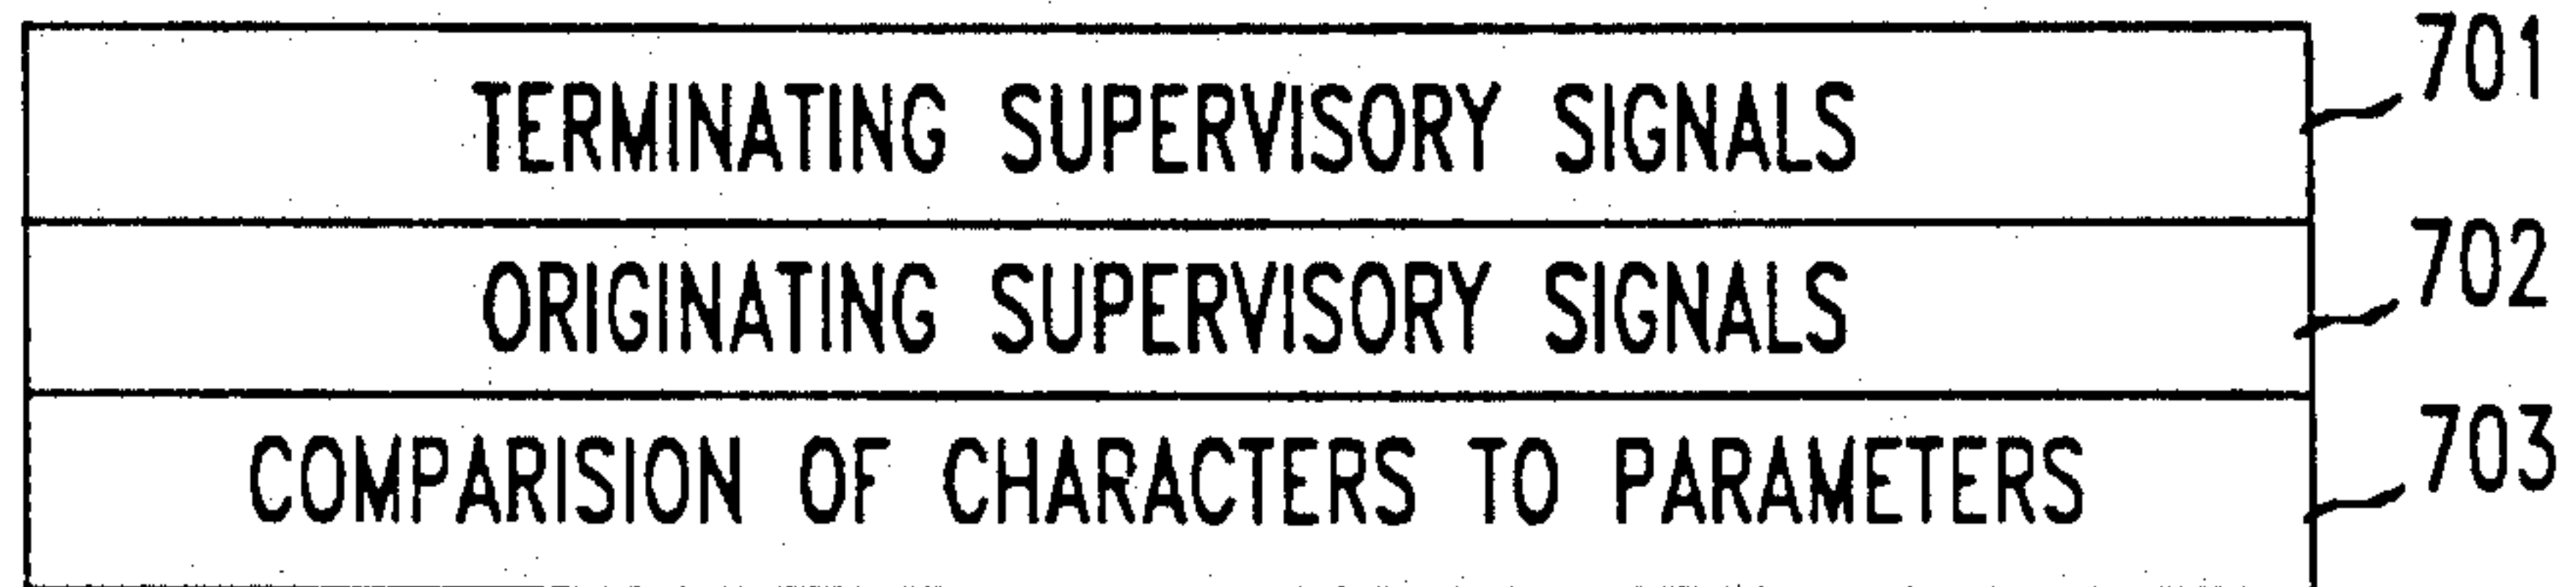 TERMINATING SUPERVISORY SIGNALS 701
ORIGINATING SUPERVISORY SIGNALS 702
COMPARISION OF CHARACTERS TO PARAMETERS 703